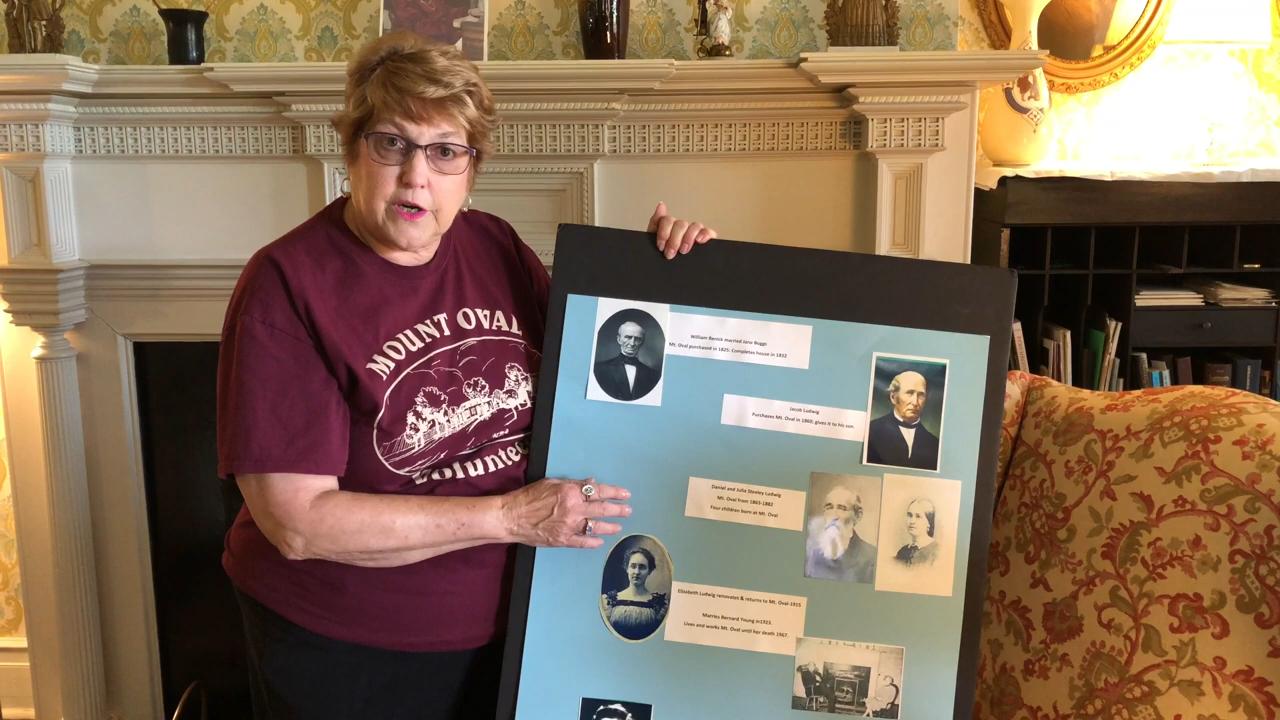 MOUNT OVAL
Voluntee
William Renick married Jane Boggs
Mt. Oval purchased in 1825: Completes house in 1832
Jacob Ludwig
Purchases Mt. Oval in 1860; gives it to his son.
Daniel and Julia Steeley Ludwig
Mt. Oval from 1863-1882
Four children born at Mt. Oval
Elizabeth Ludwig renovates & returns to Mt. Oval-1915
Marries Bernard Young in1923.
Lives and works Mt. Oval until her death 1967.